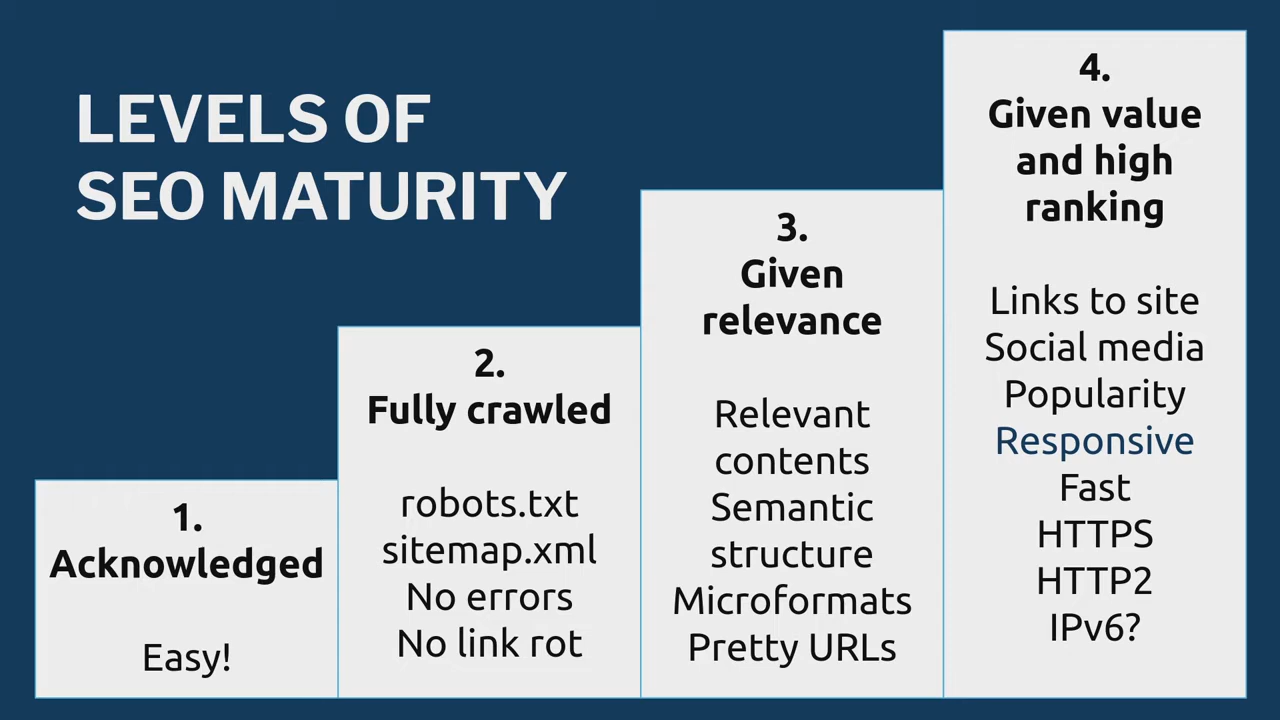 LEVELS OF
SEO MATURITY
1.
Acknowledged
Easy!
2.
Fully crawled
robots.txt
sitemap.xml
No errors
No link rot
3.
Given
relevance
Relevant
contents
Semantic
structure
Microformats
Pretty URLs
4.
Given value
and high
ranking
Links to site
Social media
Popularity
Responsive
Fast
HTTPS
HTTP2
IPv6?